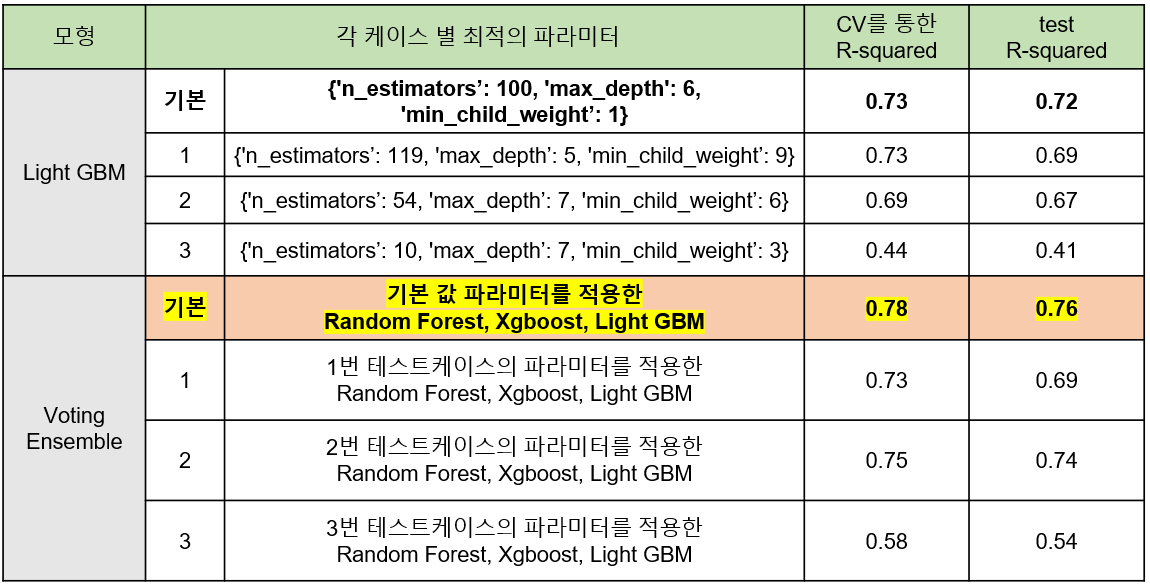 모형
각 케이스 별 최적의 파라미터
CV를 통한
R-squared
test
R-squared
Light GBM
기본
{'n_estimators’: 100, 'max_depth': 6,
'min_child_weight’: 1}
0.73
0.72
1
{'n_estimators’: 119, 'max_depth’: 5, 'min_child_weight’: 9}
0.73
0.69
2
{'n_estimators’: 54, 'max_depth’: 7, 'min_child_weight’: 6}
0.69
0.67
3
{'n_estimators’: 10, 'max_depth’: 7, 'min_child_weight’: 3}
0.44
0.41
Voting
Ensemble
기본
기본 값 파라미터를 적용한
Random Forest, Xgboost, Light GBM
0.78
0.76
1
1번 테스트케이스의 파라미터를 적용한
Random Forest, Xgboost, Light GBM
0.73
0.69
2
2번 테스트케이스의 파라미터를 적용한
Random Forest, Xgboost, Light GBM
0.75
0.74
3
3번 테스트케이스의 파라미터를 적용한
Random Forest, Xgboost, Light GBM
0.58
0.54